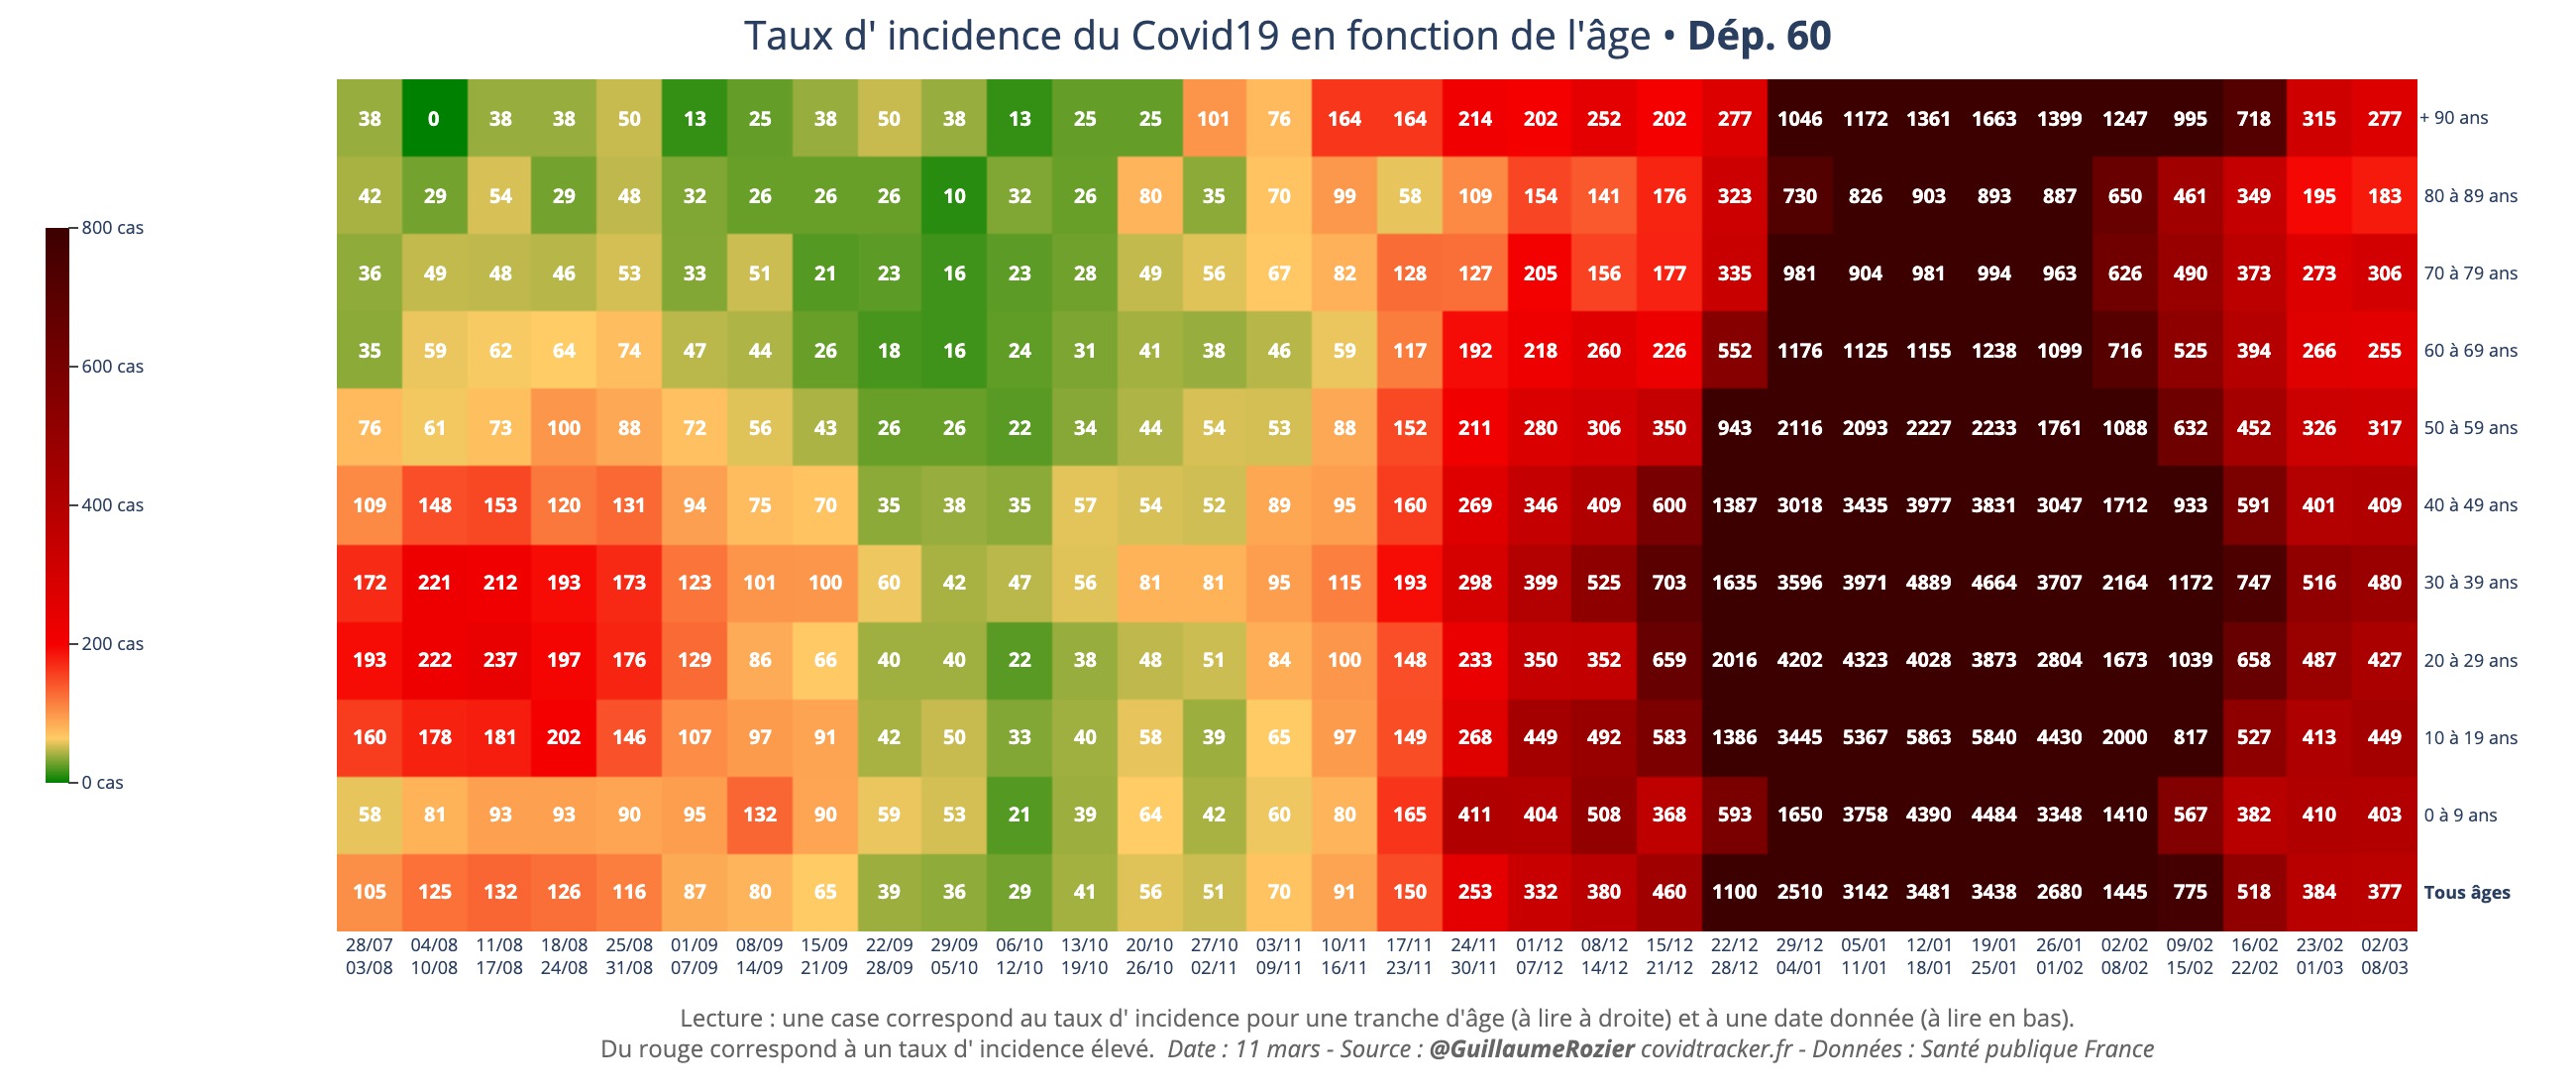 Taux d' incidence du Covid19 en fonction de l'âge • Dép. 60
800 cas
600 cas
400 cas
200 cas
0 cas
38 0 38 38 50 13 25 38 50 38 13 25 25 101 76 164 164 214 202 252 202 277 1046 1172 1361 1663 1399 1247 995 718 315 277 + 90 ans
42 29 54 29 48 32 26 26 26 10 32 26 80 35 70 99 58 109 154 141 176 323 730 826 903 893 887 650 461 349 195 183 80 à 89 ans
36 49 48 46 53 33 51 21 23 16 23 28 49 56 67 82 128 127 205 156 177 335 981 904 981 994 963 626 490 373 273 306 70 à 79 ans
35 59 62 64 74 47 44 26 18 16 24 31 41 38 46 59 117 192 218 260 226 552 1176 1125 1155 1238 1099 716 525 394 266 255 60 à 69 ans
76 61 73 100 88 72 56 43 26 26 22 34 44 54 53 88 152 211 280 306 350 943 2116 2093 2227 2233 1761 1088 632 452 326 317 50 à 59 ans
109 148 153 120 131 94 75 70 35 38 35 57 54 52 89 95 160 269 346 409 600 1387 3018 3435 3977 3831 3047 1712 933 591 401 409 40 à 49 ans
172 221 212 193 173 123 101 100 60 42 47 56 81 81 95 115 193 298 399 525 703 1635 3596 3971 4889 4664 3707 2164 1172 747 516 480 30 à 39 ans
193 222 237 197 176 129 86 66 40 40 22 38 48 51 84 100 148 233 350 352 659 2016 4202 4323 4028 3873 2804 1673 1039 658 487 427 20 à 29 ans
160 178 181 202 146 107 97 91 42 50 33 40 58 39 65 97 149 268 449 492 583 1386 3445 5367 5863 5840 4430 2000 817 527 413 449 10 à 19 ans
58 81 93 93 90 95 132 90 59 53 21 39 64 42 60 80 165 411 404 508 368 593 1650 3758 4390 4484 3348 1410 567 382 410 403 0 à 9 ans
105 125 132 126 116 87 80 65 39 36 29 41 56 51 70 91 150 253 332 380 460 1100 2510 3142 3481 3438 2680 1445 775 518 384 377 Tous âges
28/07 04/08 11/08 18/08 25/08 01/09 08/09 15/09 22/09 29/09 06/10 13/10 20/10 27/10 03/11 10/11 17/11 24/11 01/12 08/12 15/12 22/12 29/12 05/01 12/01 19/01 26/01 02/02 09/02 16/02 23/02 02/03
03/08 10/08 17/08 24/08 31/08 07/09 14/09 21/09 28/09 05/10 12/10 19/10 26/10 02/11 09/11 16/11 23/11 30/11 07/12 14/12 21/12 28/12 04/01 11/01 18/01 25/01 01/02 08/02 15/02 22/02 01/03 08/03
Lecture : une case correspond au taux d' incidence pour une tranche d'âge (à lire à droite) et à une date donnée (à lire en bas).
Du rouge correspond à un taux d' incidence élevé. Date : 11 mars - Source : @GuillaumeRozier covidtracker.fr - Données : Santé publique France